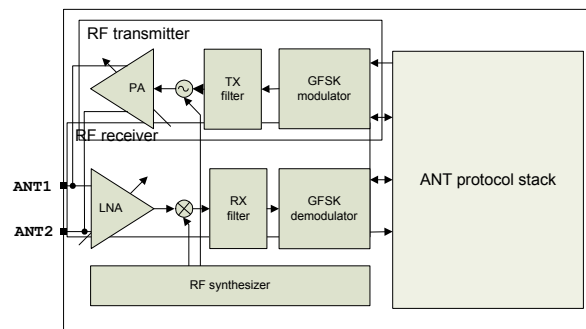 RF transmitter
PA
TX
filter
GFSK
modulator
RF receiver
ANT1
ANT2
LNA
RX
filter
GFSK
demodulator
ANT protocol stack
RF synthesizer